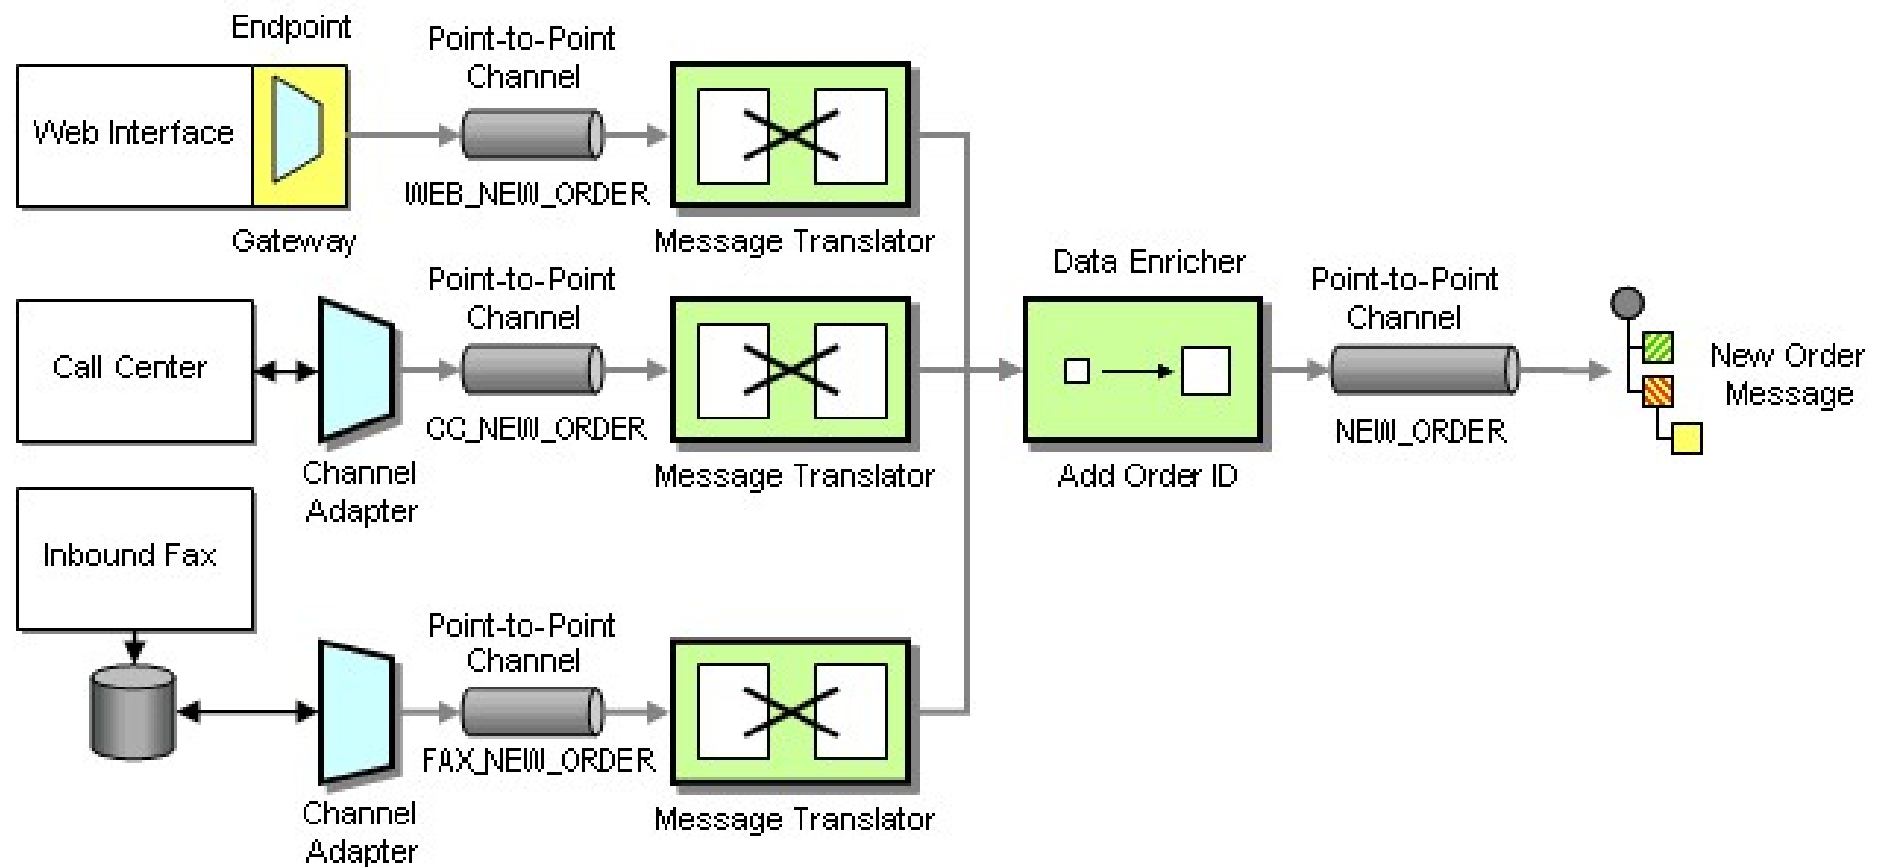 Endpoint
Web Interface
Gateway
Point-to-Point
Channel
WEB_NEW_ORDER
Message Translator
Call Center
Channel
Adapter
Point-to-Point
Channel
CC_NEW_ORDER
Message Translator
Data Enricher
Add Order ID
Point-to-Point
Channel
NEW_ORDER
New Order
Message
Inbound Fax
Channel
Adapter
Point-to-Point
Channel
FAX_NEW_ORDER
Message Translator